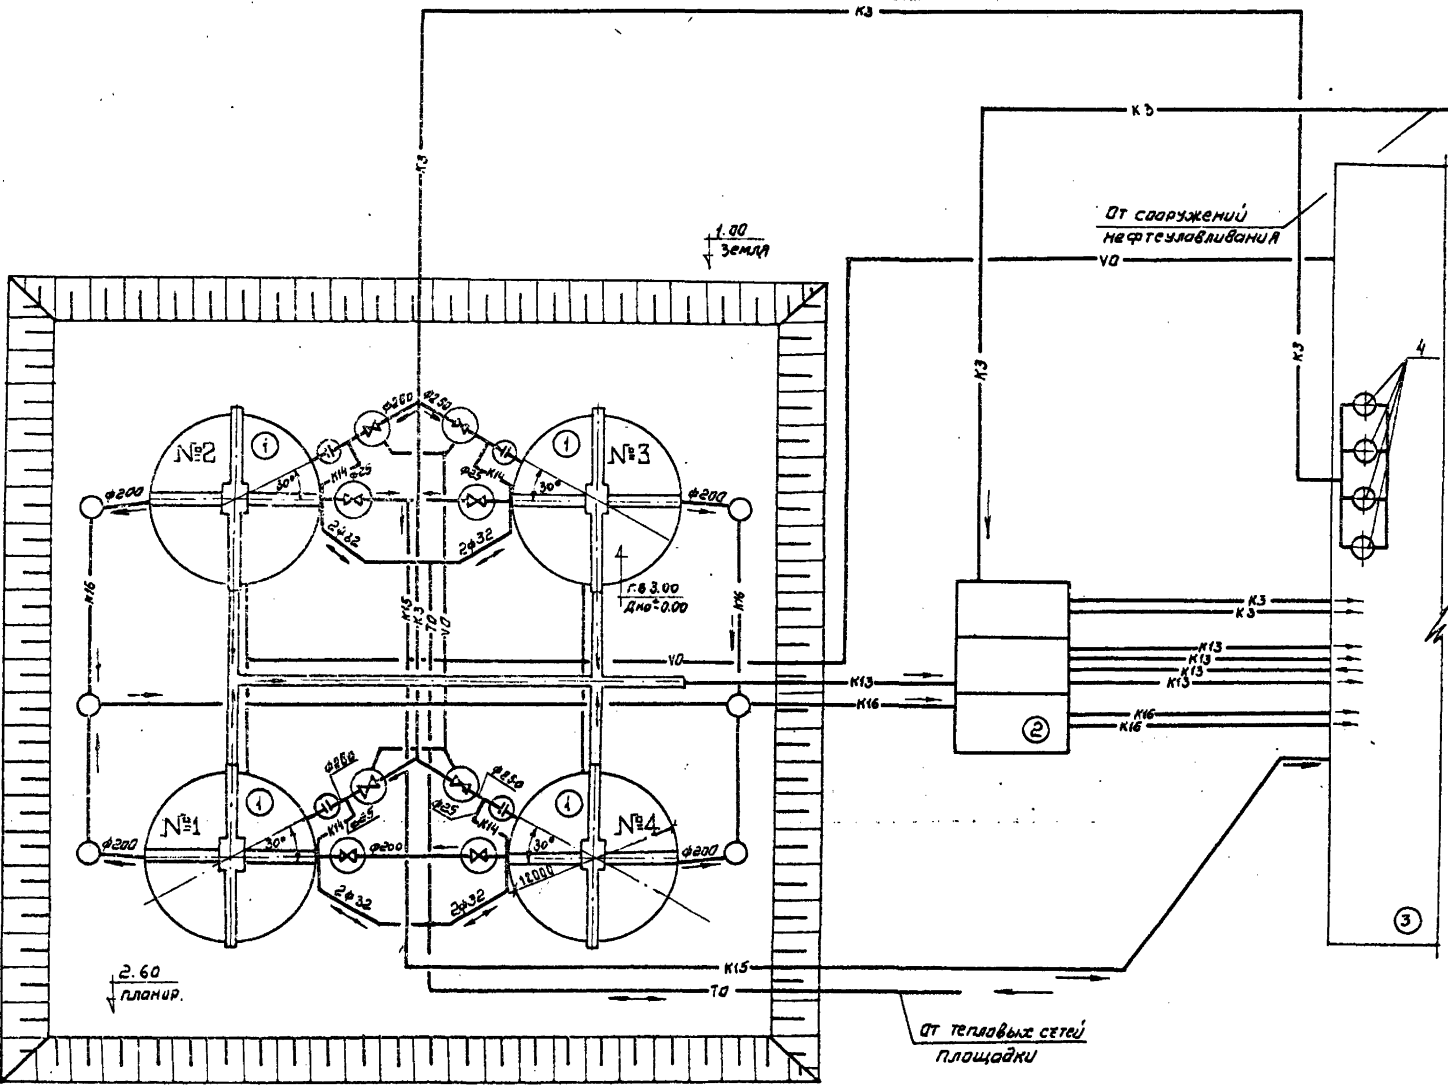 К3
К3
К3
От сооружений
нефтеулавливания
1.00
Земля
V0
К3
К3
4
ф250
ф250
№2
1
1
№3
К14
ф25
ф25
К14
30°
30°
ф200
ф200
2ф32
2ф32
К16
К15
К3
Т0
V0
Г.В 3.00
Дно-0.00
К16
К3
К3
V0
К13
К13
К13
К13
К13
К16
К16
К16
2
ф250
ф250
1
1
№1
№4
К14
ф25
ф25
К14
30°
30°
ф200
ф200
ф200
12000
2ф32
2ф32
3
2.60
планир.
К15
Т0
От тепловых сетей
площадки